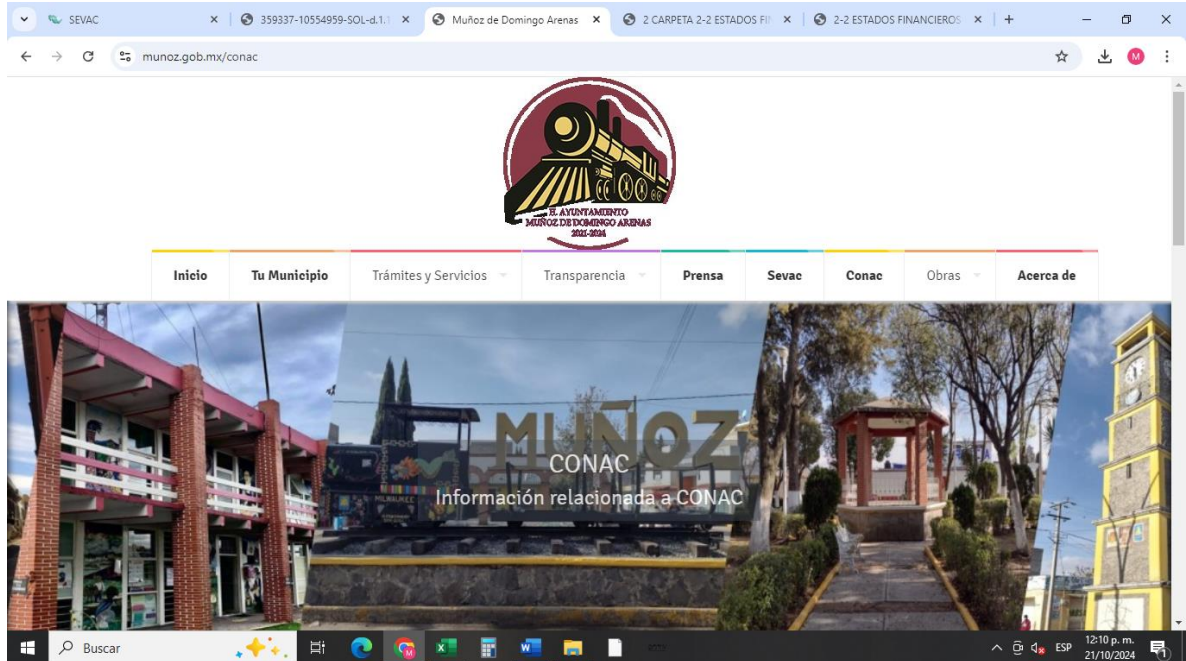 SEVAC
359337-10554959-SOL-d.1.1
Muñoz de Domingo Arenas
2 CARPETA 2-2 ESTADOS FIN
2-2 ESTADOS FINANCIEROS
munoz.gob.mx/conac
M
H. AYUNTAMIENTO
MUÑOZ DE DOMINGO ARENAS
2021-2024
Inicio Tu Municipio Trámites y Servicios Transparencia Prensa Sevac Conac Obras Acerca de
MUÑOZ
CONAC
Información relacionada a CONAC
Buscar
ESP
12:10 p. m.
21/10/2024